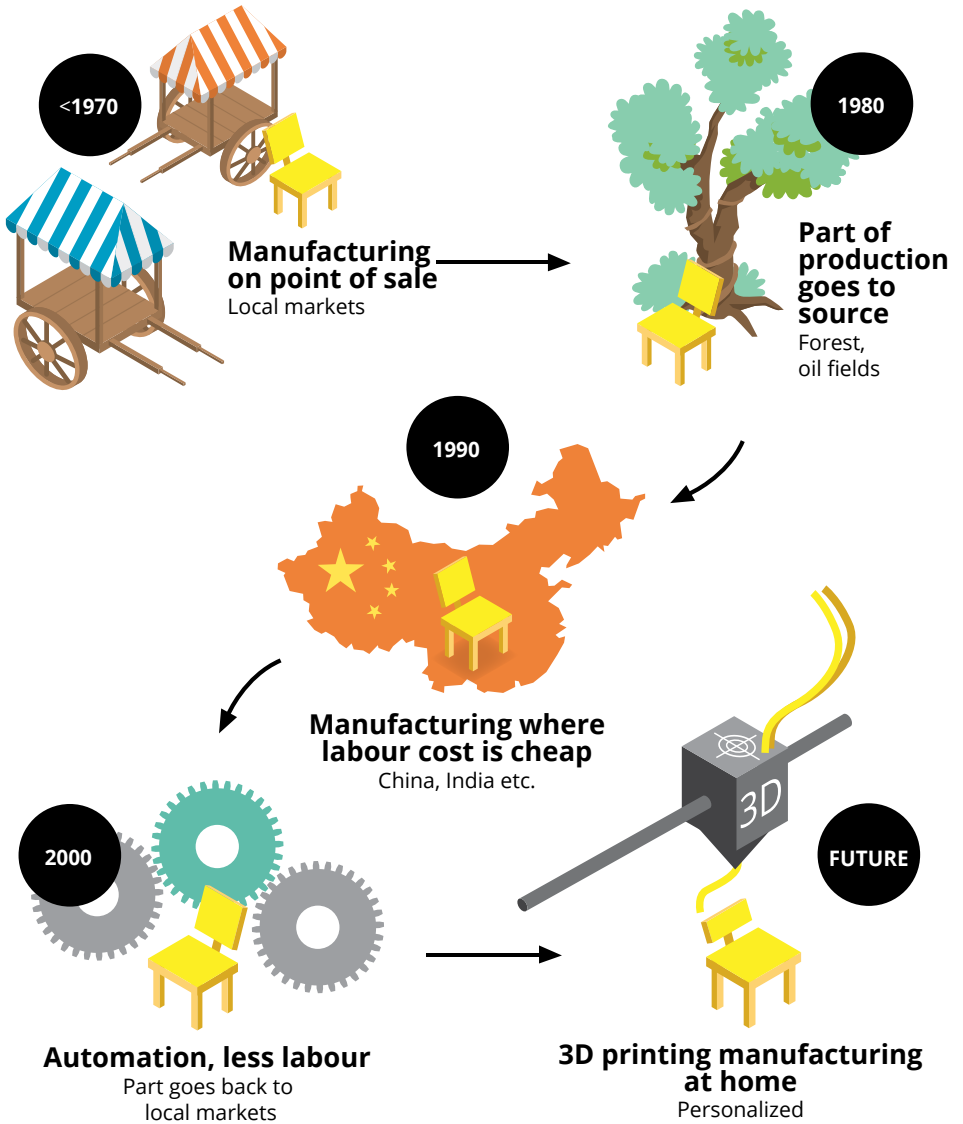 <1970
Manufacturing
on point of sale
Local markets
1980
Part of
production
goes to
source
Forest,
oil fields
1990
Manufacturing where
labour cost is cheap
China, India etc.
2000
Automation, less labour
Part goes back to
local markets
3D
FUTURE
3D printing manufacturing
at home
Personalized